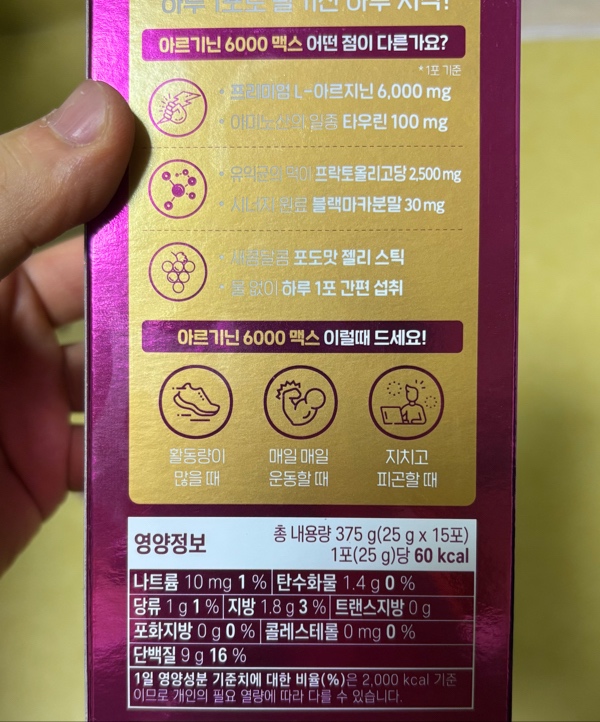 하루 1포로 활기찬 하루 시작!
아르기닌 6000 맥스 어떤 점이 다른가요?
*1포 기준
• 프리미엄 L-아르지닌 6,000 mg
• 아미노산의 일종 타우린 100 mg
• 유익균의 먹이 프락토올리고당 2,500 mg
• 시너지 원료 블랙마카분말 30 mg
• 새콤달콤 포도맛 젤리 스틱
• 물 없이 하루 1포 간편 섭취
아르기닌 6000 맥스 이럴때 드세요!
활동량이 매일 매일 지치고
많을 때 운동할 때 피곤할 때
영양정보
총 내용량 375 g(25 g x 15포)
1포(25 g)당 60 kcal
나트륨 10 mg 1 % 탄수화물 1.4 g 0 %
당류 1 g 1 % 지방 1.8 g 3 % 트랜스지방 0 g
포화지방 0 g 0 % 콜레스테롤 0 mg 0 %
단백질 9 g 16 %
1일 영양성분 기준치에 대한 비율(%)은 2,000 kcal 기준
이므로 개인의 필요 열량에 따라 다를 수 있습니다.